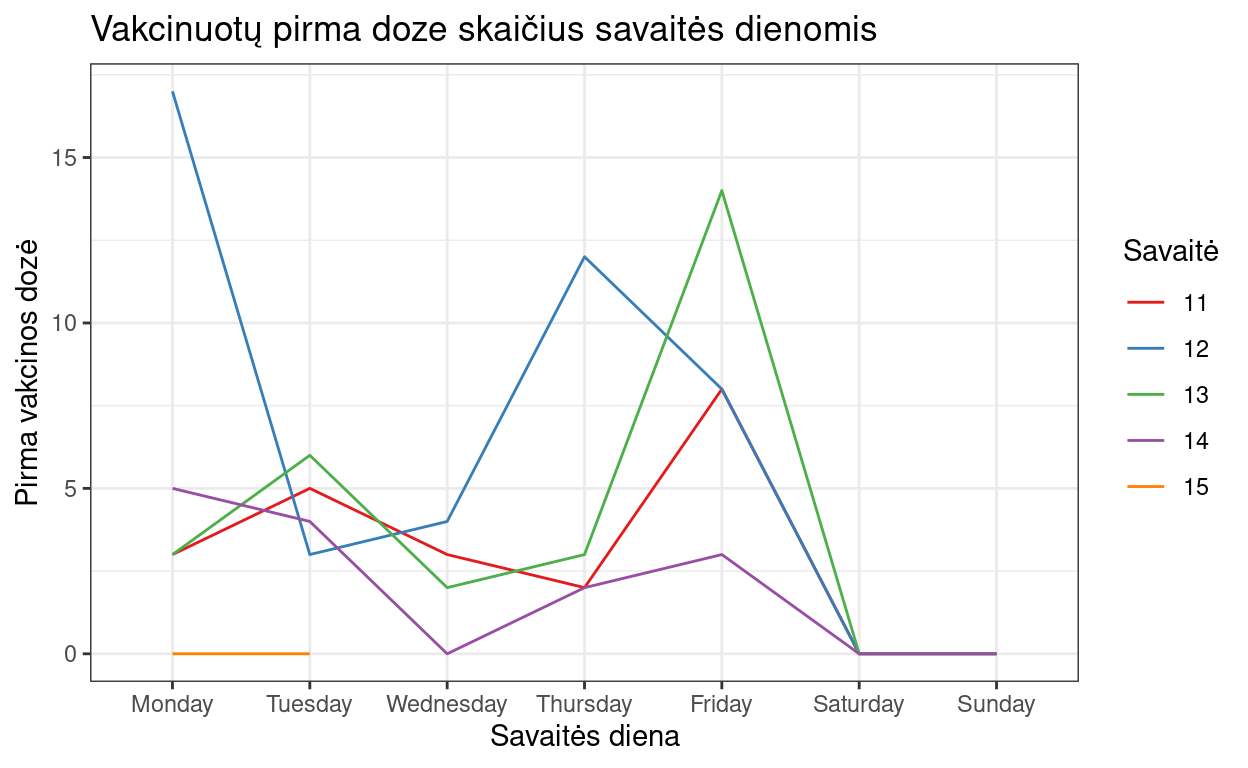 Vakcinuotų pirma doze skaičius savaitės dienomis
Pirma vakcinos dozė
15
10
5
0
Monday Tuesday Wednesday Thursday Friday Saturday Sunday
Savaitės diena
Savaitė
11
12
13
14
15